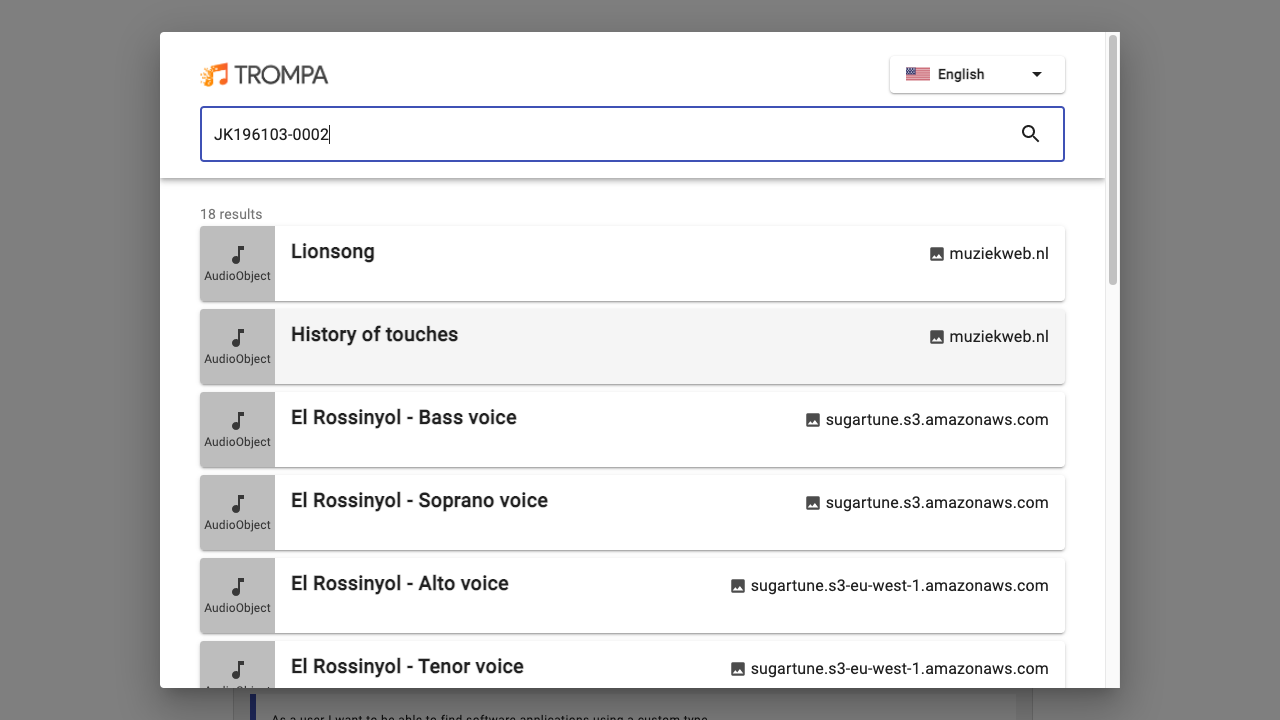 TROMPA
English
JK196103-0002
18 results
AudioObject
Lionsong
muziekweb.nl
AudioObject
History of touches
muziekweb.nl
AudioObject
El Rossinyol - Bass voice
sugartune.s3.amazonaws.com
AudioObject
El Rossinyol - Soprano voice
sugartune.s3.amazonaws.com
AudioObject
El Rossinyol - Alto voice
sugartune.s3-eu-west-1.amazonaws.com
El Rossinyol - Tenor voice
sugartune.s3-eu-west-1.amazonaws.com
AudioObject
As a user I want to be able to find software applications using a custom type